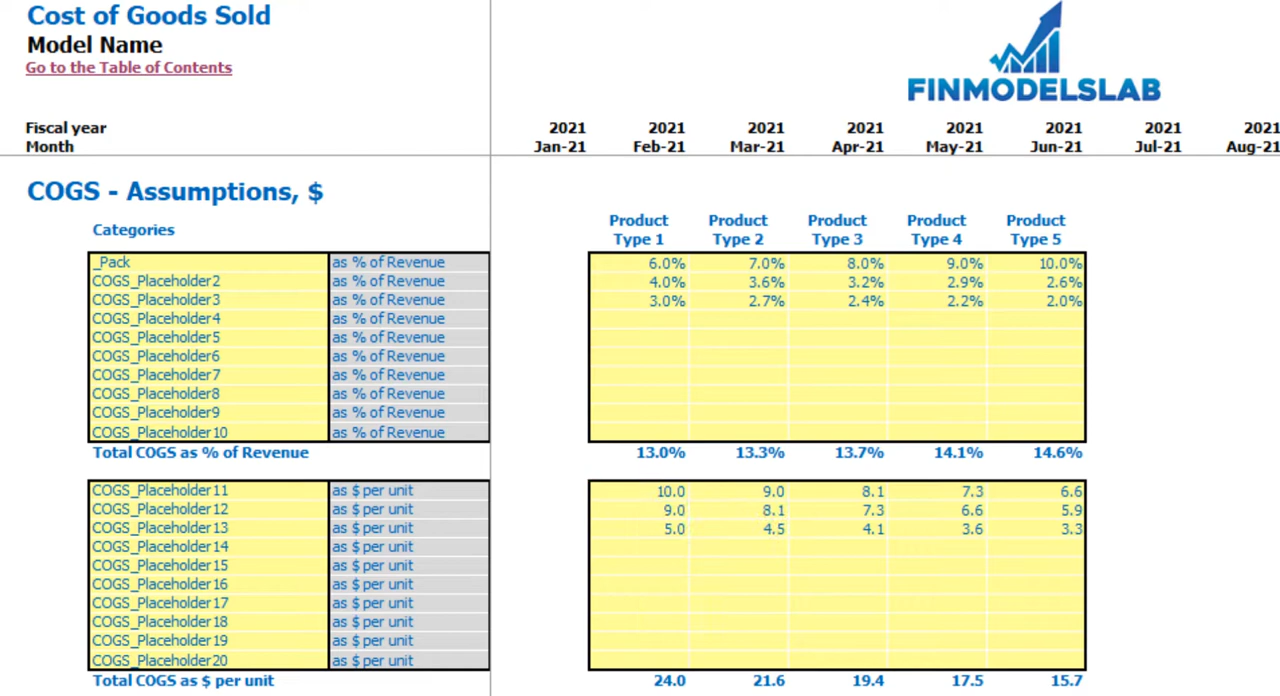 Cost of Goods Sold
Model Name
Go to the Table of Contents
FINMODELSLAB
Fiscal year 2021 2021 2021 2021 2021 2021 2021 2021
Month Jan-21 Feb-21 Mar-21 Apr-21 May-21 Jun-21 Jul-21 Aug-21
COGS - Assumptions, $
Categories
Product Type 1 Product Type 2 Product Type 3 Product Type 4 Product Type 5
_Pack as % of Revenue 6.0% 7.0% 8.0% 9.0% 10.0%
COGS_Placeholder2 as % of Revenue 4.0% 3.6% 3.2% 2.9% 2.6%
COGS_Placeholder3 as % of Revenue 3.0% 2.7% 2.4% 2.2% 2.0%
COGS_Placeholder4 as % of Revenue
COGS_Placeholder5 as % of Revenue
COGS_Placeholder6 as % of Revenue
COGS_Placeholder7 as % of Revenue
COGS_Placeholder8 as % of Revenue
COGS_Placeholder9 as % of Revenue
COGS_Placeholder10 as % of Revenue
Total COGS as % of Revenue 13.0% 13.3% 13.7% 14.1% 14.6%
COGS_Placeholder11 as $ per unit 10.0 9.0 8.1 7.3 6.6
COGS_Placeholder12 as $ per unit 9.0 8.1 7.3 6.6 5.9
COGS_Placeholder13 as $ per unit 5.0 4.5 4.1 3.6 3.3
COGS_Placeholder14 as $ per unit
COGS_Placeholder15 as $ per unit
COGS_Placeholder16 as $ per unit
COGS_Placeholder17 as $ per unit
COGS_Placeholder18 as $ per unit
COGS_Placeholder19 as $ per unit
COGS_Placeholder20 as $ per unit
Total COGS as $ per unit 24.0 21.6 19.4 17.5 15.7